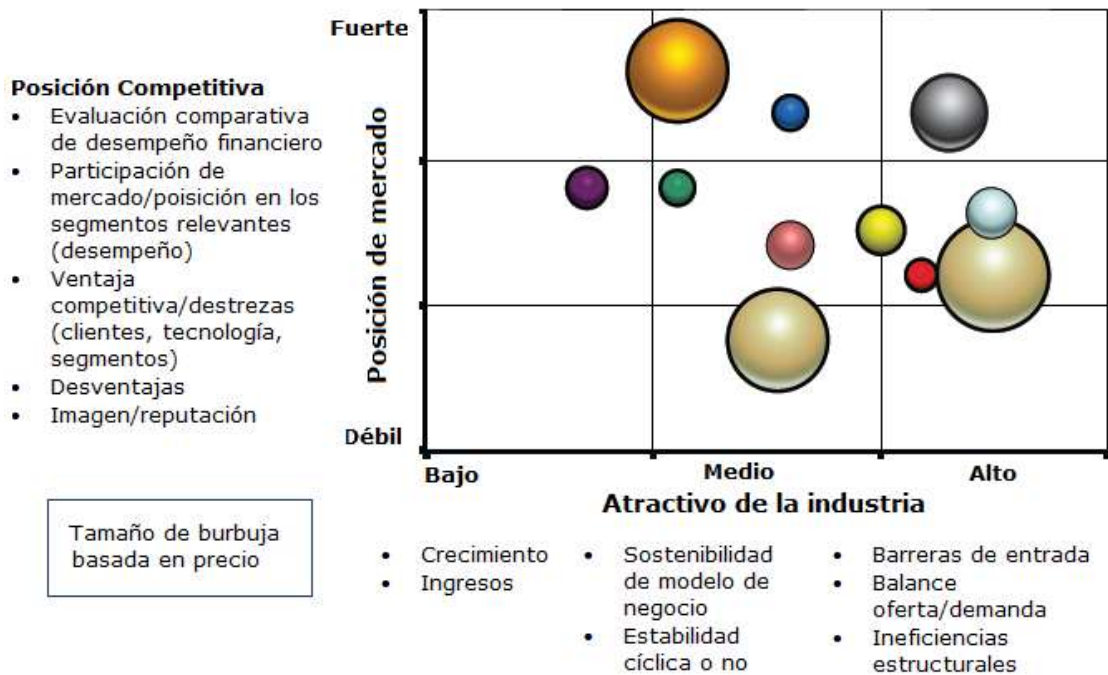 Posición Competitiva
• Evaluación comparativa
de desempeño financiero
• Participación de
mercado/poisición en los
segmentos relevantes
(desempeño)
• Ventaja
competitiva/destrezas
(clientes, tecnología,
segmentos)
• Desventajas
• Imagen/reputación
Tamaño de burbuja
basada en precio
Fuerte
Posición de mercado
Débil
Bajo
Medio
Alto
Atractivo de la industria
• Crecimiento
• Ingresos
• Sostenibilidad
de modelo de
negocio
• Estabilidad
cíclica o no
• Barreras de entrada
• Balance
oferta/demanda
• Ineficiencias
estructurales